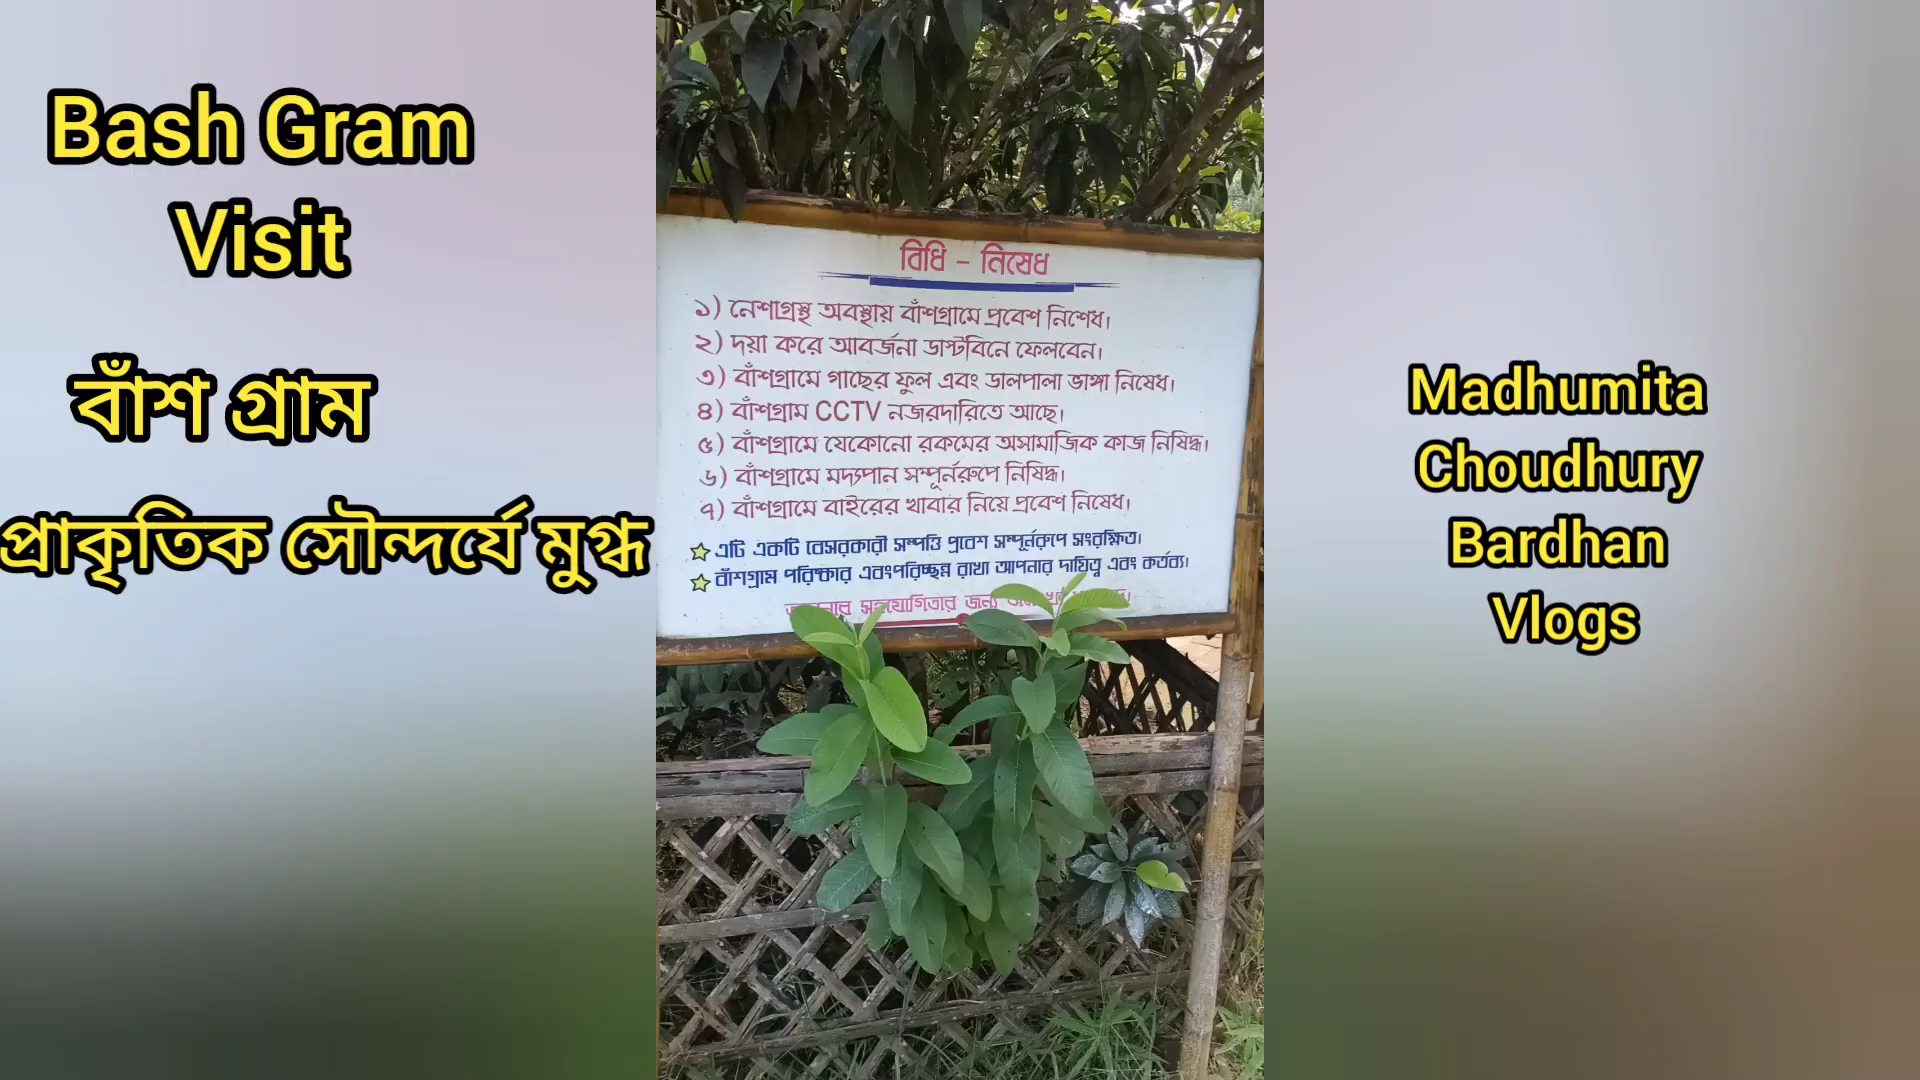 Bash Gram
Visit
বাঁশ গ্রাম
প্রাকৃতিক সৌন্দর্যে মুগ্ধ
বিধি - নিষেধ
১) নেশাগ্রস্থ অবস্থায় বাঁশগ্রামে প্রবেশ নিশেধ।
২) দয়া করে আবর্জনা ডাস্টবিনে ফেলবেন।
৩) বাঁশগ্রামে গাছের ফুল এবং ডালপালা ভাঙ্গা নিষেধ।
৪) বাঁশগ্রাম CCTV নজরদারিতে আছে।
৫) বাঁশগ্রামে যেকোনো রকমের অসামাজিক কাজ নিষিদ্ধ।
৬) বাঁশগ্রামে মদ্যপান সম্পূর্নরুপে নিষিদ্ধ।
৭) বাঁশগ্রামে বাইরের খাবার নিয়ে প্রবেশ নিষেধ।
এটি একটি বেসরকারী সম্পত্তি প্রবেশ সম্পূর্নরুপে সংরক্ষিত।
বাঁশগ্রাম পরিষ্কার এবংপরিচ্ছন্ন রাখা আপনার দায়িত্ব এবং কর্তব্য।
সহযোগিতার জন্য
Madhumita
Choudhury
Bardhan
Vlogs